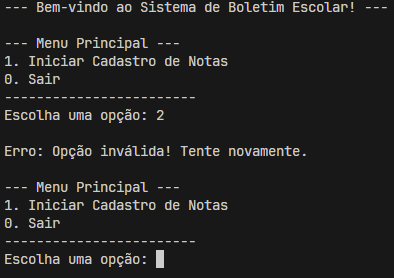 --- Bem-vindo ao Sistema de Boletim Escolar! ---
--- Menu Principal ---
1. Iniciar Cadastro de Notas
0. Sair
------------------------
Escolha uma opção: 2
Erro: Opção inválida! Tente novamente.
--- Menu Principal ---
1. Iniciar Cadastro de Notas
0. Sair
------------------------
Escolha uma opção: